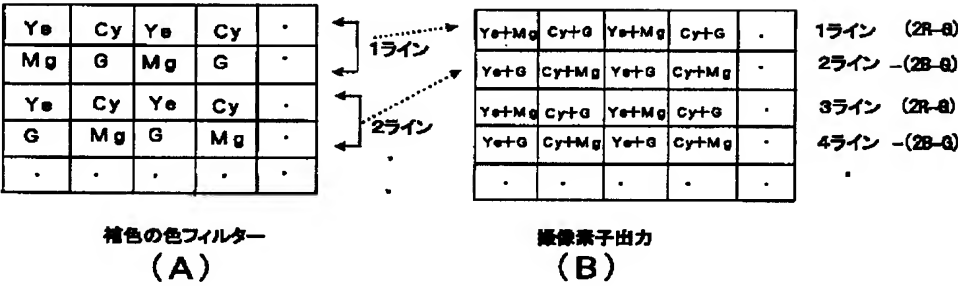 Ye Cy Ye Cy ・
Mg G Mg G ・
Ye Cy Ye Cy ・
G Mg G Mg ・
・ ・ ・ ・ ・
1ライン
2ライン
・
・
Ye+Mg Cy+G Ye+Mg Cy+G ・ 1ライン (2R-G)
Ye+G Cy+Mg Ye+G Cy+Mg ・ 2ライン -(2B-G)
Ye+Mg Cy+G Ye+Mg Cy+G ・ 3ライン (2R-G)
Ye+G Cy+Mg Ye+G Cy+Mg ・ 4ライン -(2B-G)
・ ・ ・ ・ ・ ・
補色の色フィルター
(A)
撮像素子出力
(B)